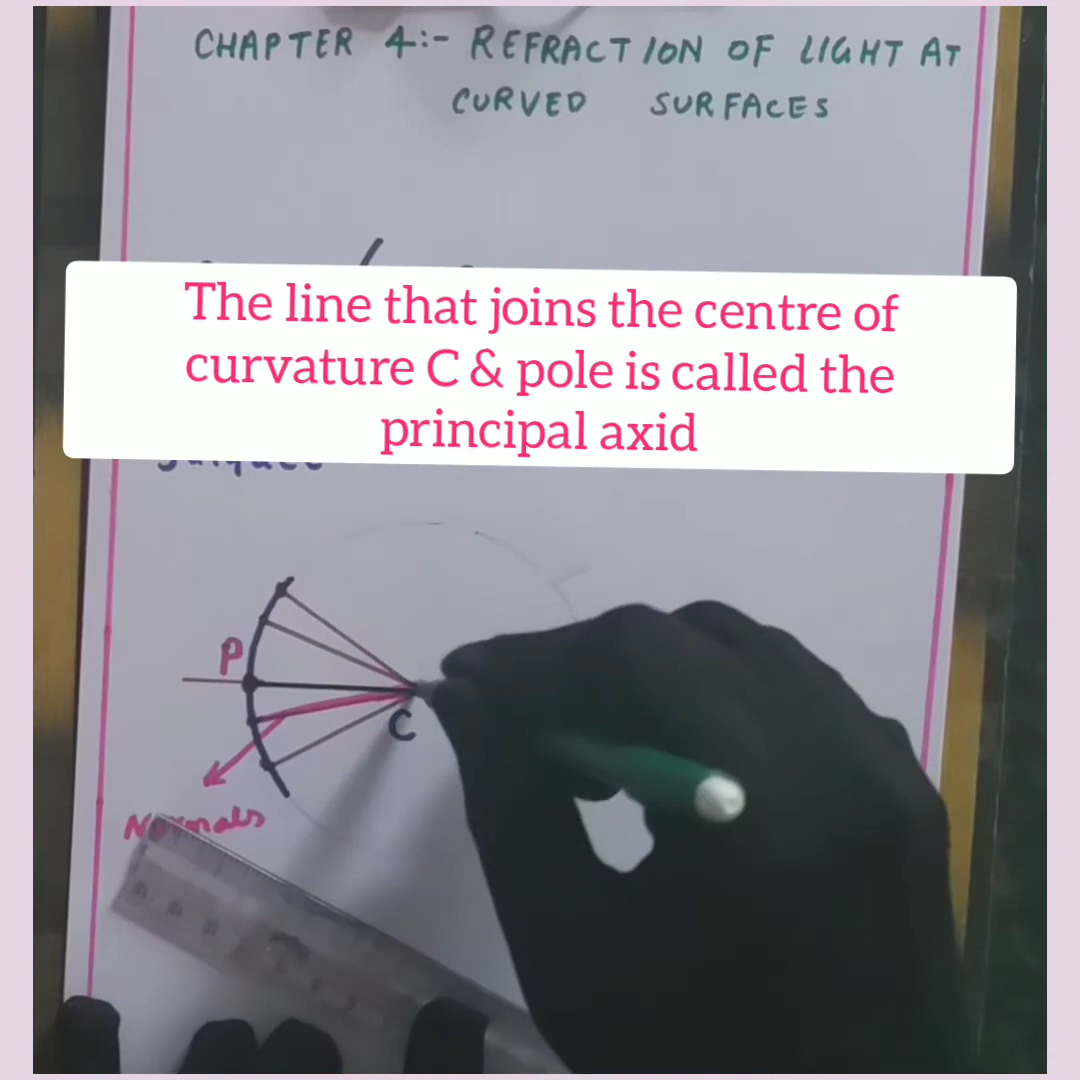 CHAPTER 4:- REFRACTION OF LIGHT AT
CURVED SURFACES
The line that joins the centre of
curvature C & pole is called the
principal axid
P
C
Normals